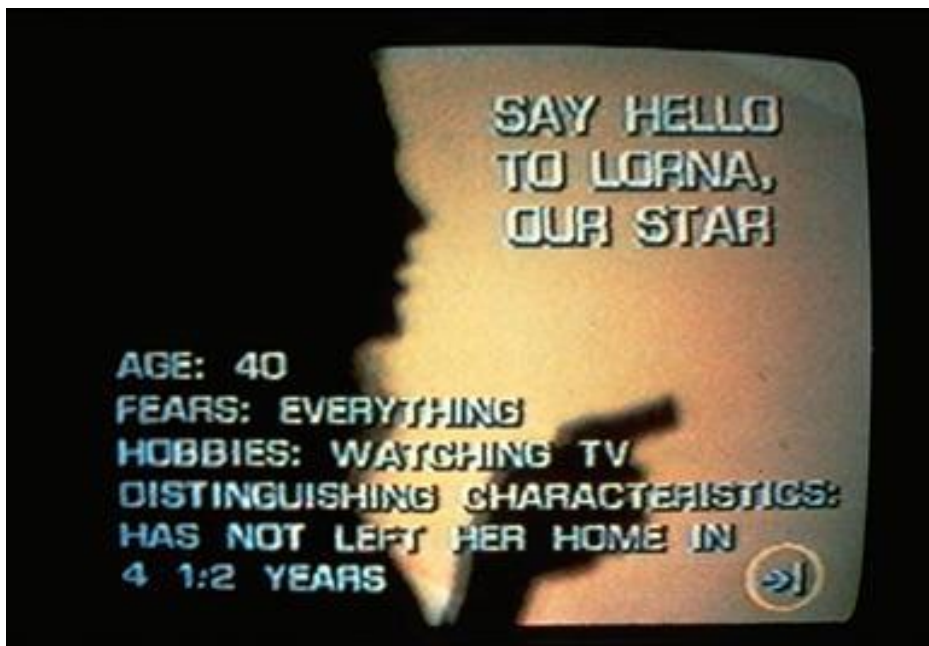 SAY HELLO
TO LORNA,
OUR STAR
AGE: 40
FEARS: EVERYTHING
HOBBIES: WATCHING TV
DISTINGUISHING CHARACTERISTICS:
HAS NOT LEFT HER HOME IN
4 1:2 YEARS